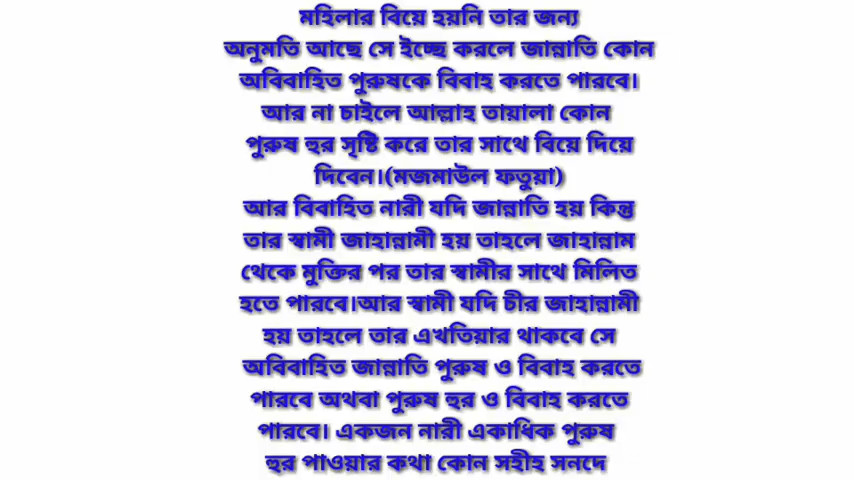 মহিলার বিয়ে হয়নি তার জন্য
অনুমতি আছে সে ইচ্ছে করলে জান্নাতি কোন
অবিবাহিত পুরুষকে বিবাহ করতে পারবে।
আর না চাইলে আল্লাহ তায়ালা কোন
পুরুষ হুর সৃষ্টি করে তার সাথে বিয়ে দিয়ে
দিবেন।(মজমাউল ফতুয়া)
আর বিবাহিত নারী যদি জান্নাতি হয় কিন্তু
তার স্বামী জাহান্নামী হয় তাহলে জাহান্নাম
থেকে মুক্তির পর তার স্বামীর সাথে মিলিত
হতে পারবে।আর স্বামী যদি চীর জাহান্নামী
হয় তাহলে তার এখতিয়ার থাকবে সে
অবিবাহিত জান্নাতি পুরুষ ও বিবাহ করতে
পারবে অথবা পুরুষ হুর ও বিবাহ করতে
পারবে। একজন নারী একাধিক পুরুষ
হুর পাওয়ার কথা কোন সহীহ সনদে